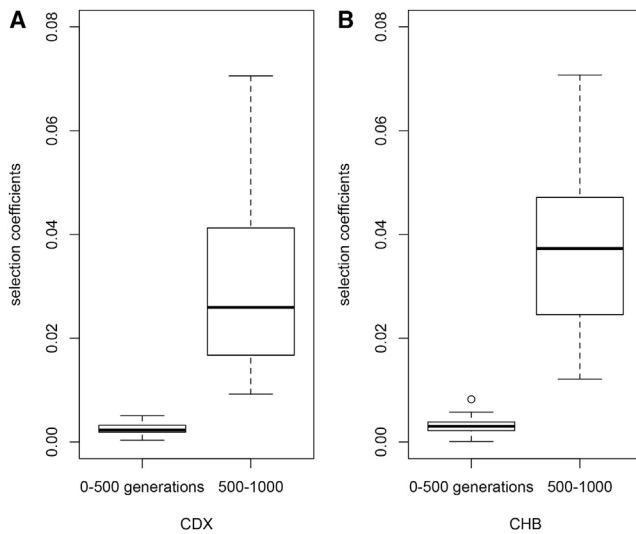 A
selection coefficients
0.08
0.06
0.04
0.02
0.00
0-500 generations 500-1000
CDX
B
selection coefficients
0.08
0.06
0.04
0.02
0.00
0-500 generations 500-1000
CHB